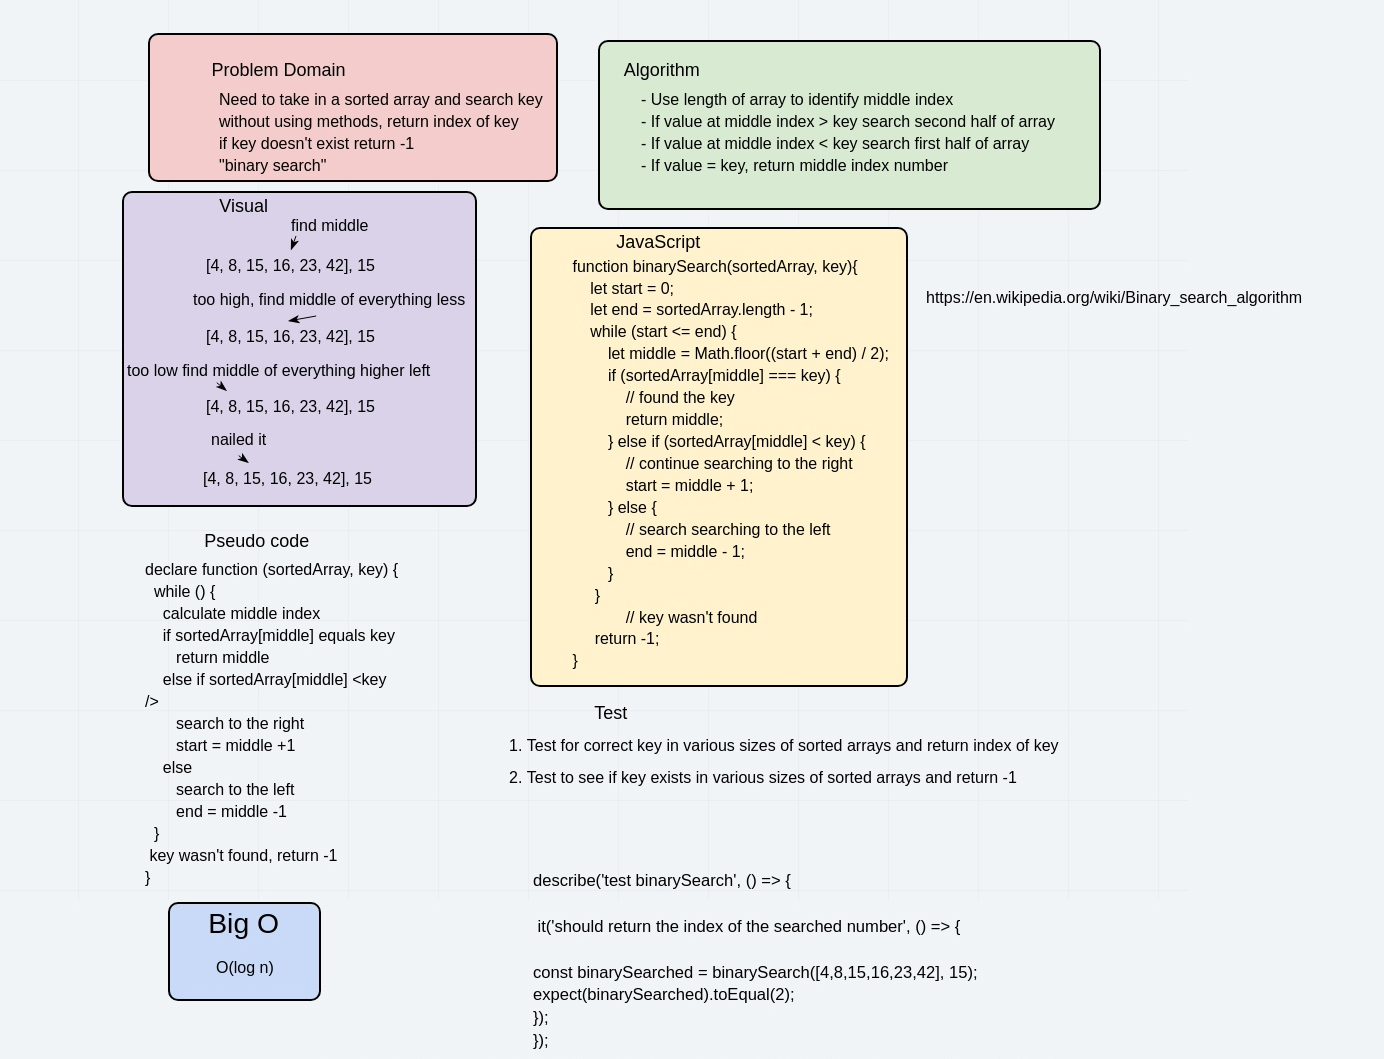 Problem Domain
Need to take in a sorted array and search key
without using methods, return index of key
if key doesn't exist return -1
"binary search"
Algorithm
- Use length of array to identify middle index
- If value at middle index > key search second half of array
- If value at middle index < key search first half of array
- If value = key, return middle index number
Visual
find middle
[4, 8, 15, 16, 23, 42], 15
too high, find middle of everything less
[4, 8, 15, 16, 23, 42], 15
too low find middle of everything higher left
[4, 8, 15, 16, 23, 42], 15
nailed it
[4, 8, 15, 16, 23, 42], 15
JavaScript
function binarySearch(sortedArray, key){
let start = 0;
let end = sortedArray.length - 1;
while (start <= end) {
let middle = Math.floor((start + end) / 2);
if (sortedArray[middle] === key) {
// found the key
return middle;
} else if (sortedArray[middle] < key) {
// continue searching to the right
start = middle + 1;
} else {
// search searching to the left
end = middle - 1;
}
}
// key wasn't found
return -1;
}
https://en.wikipedia.org/wiki/Binary_search_algorithm
Pseudo code
declare function (sortedArray, key) {
while () {
calculate middle index
if sortedArray[middle] equals key
return middle
else if sortedArray[middle] <key
/>
search to the right
start = middle +1
else
search to the left
end = middle -1
}
key wasn't found, return -1
}
Big O
O(log n)
Test
1. Test for correct key in various sizes of sorted arrays and return index of key
2. Test to see if key exists in various sizes of sorted arrays and return -1
describe('test binarySearch', () => {
it('should return the index of the searched number', () => {
const binarySearched = binarySearch([4,8,15,16,23,42], 15);
expect(binarySearched).toEqual(2);
});
});